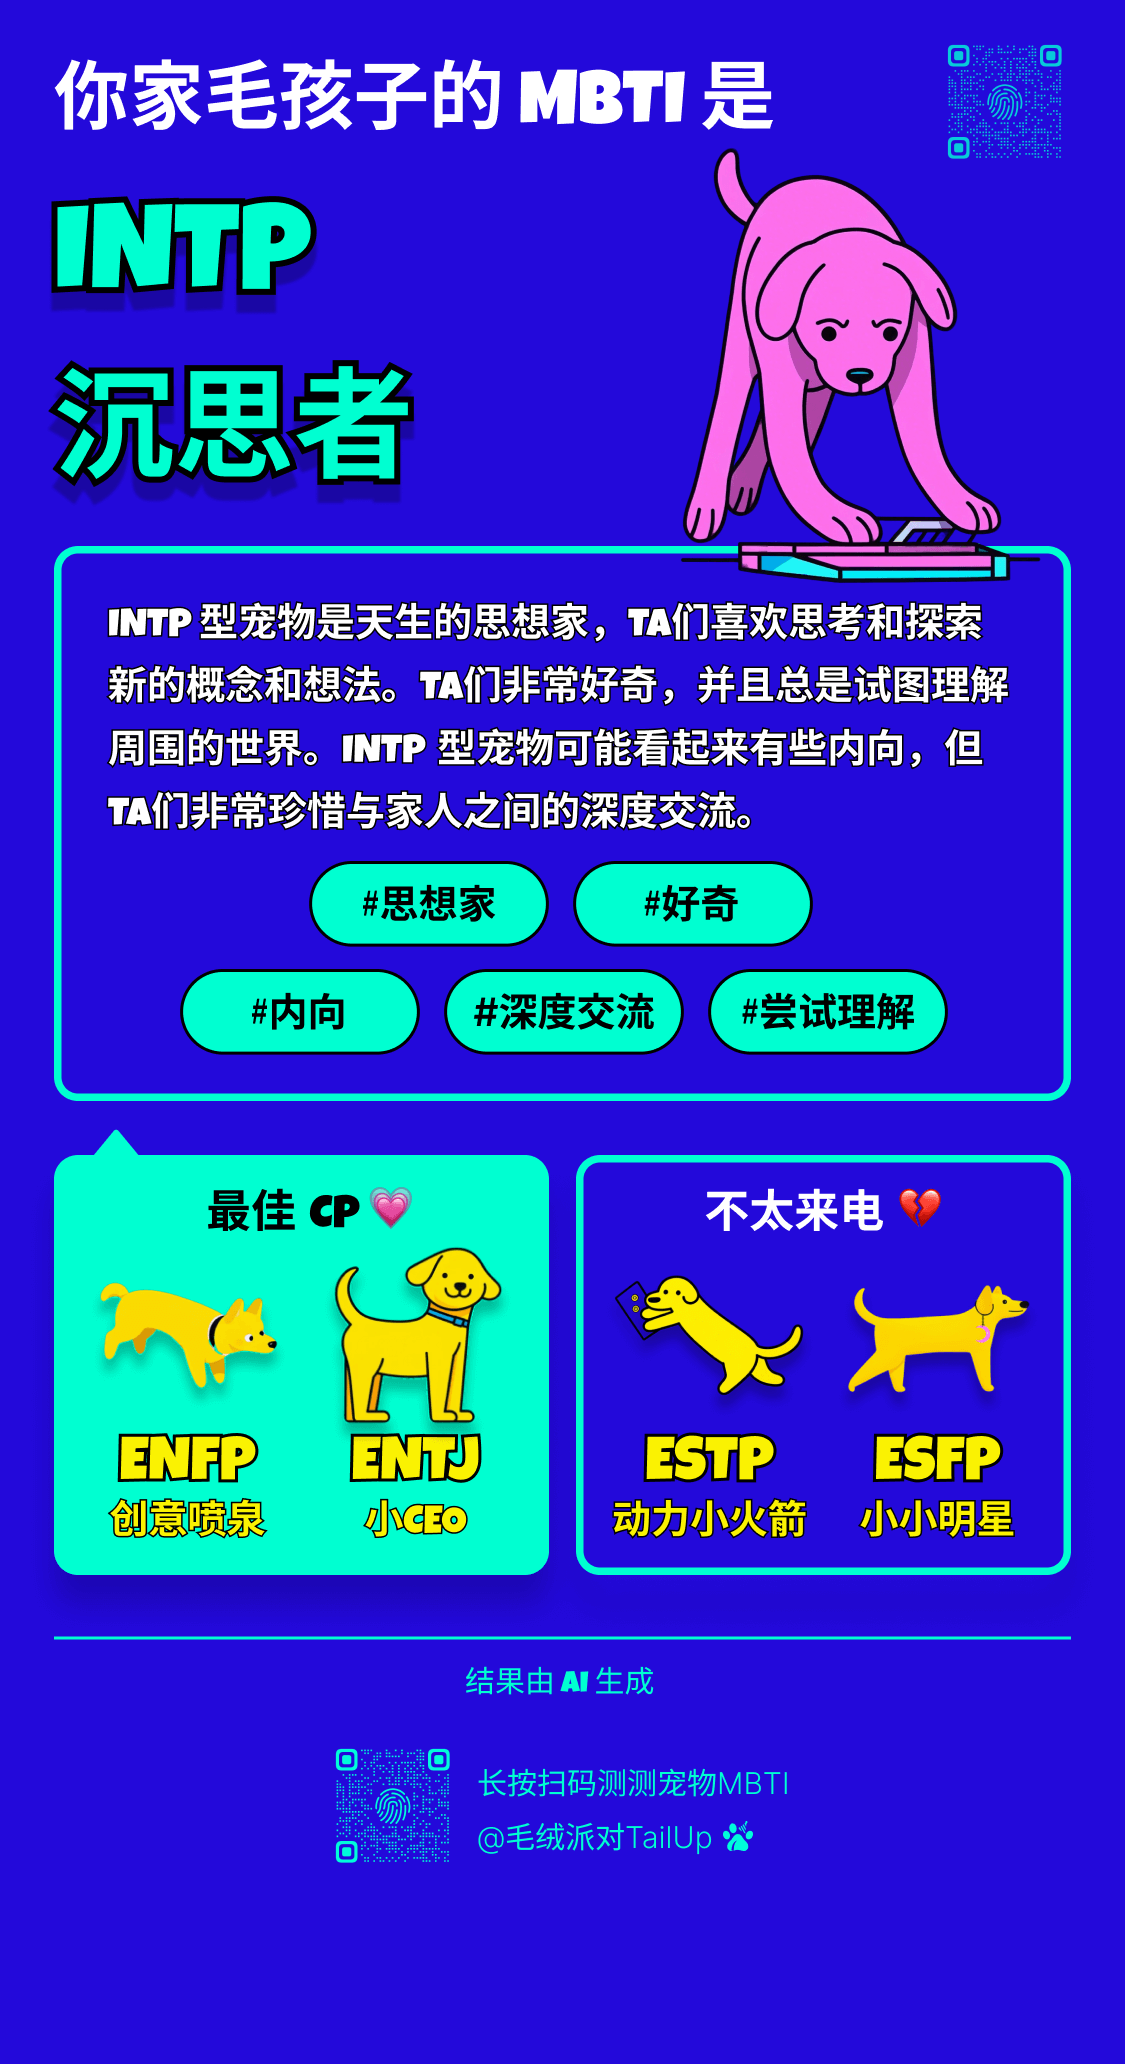 你家毛孩子的 MBTI 是
INTP
沉思者
INTP 型宠物是天生的思想家，TA们喜欢思考和探索
新的概念和想法。TA们非常好奇，并且总是试图理解
周围的世界。INTP 型宠物可能看起来有些内向，但
TA们非常珍惜与家人之间的深度交流。
#思想家 #好奇
#内向 #深度交流 #尝试理解
最佳 CP💗
ENFP ENTJ
创意喷泉 小CEO
不太来电 💔
ESTP ESFP
动力小火箭 小小明星
结果由 AI 生成
长按扫码测测宠物MBTI
@毛绒派对TailUp 🐾